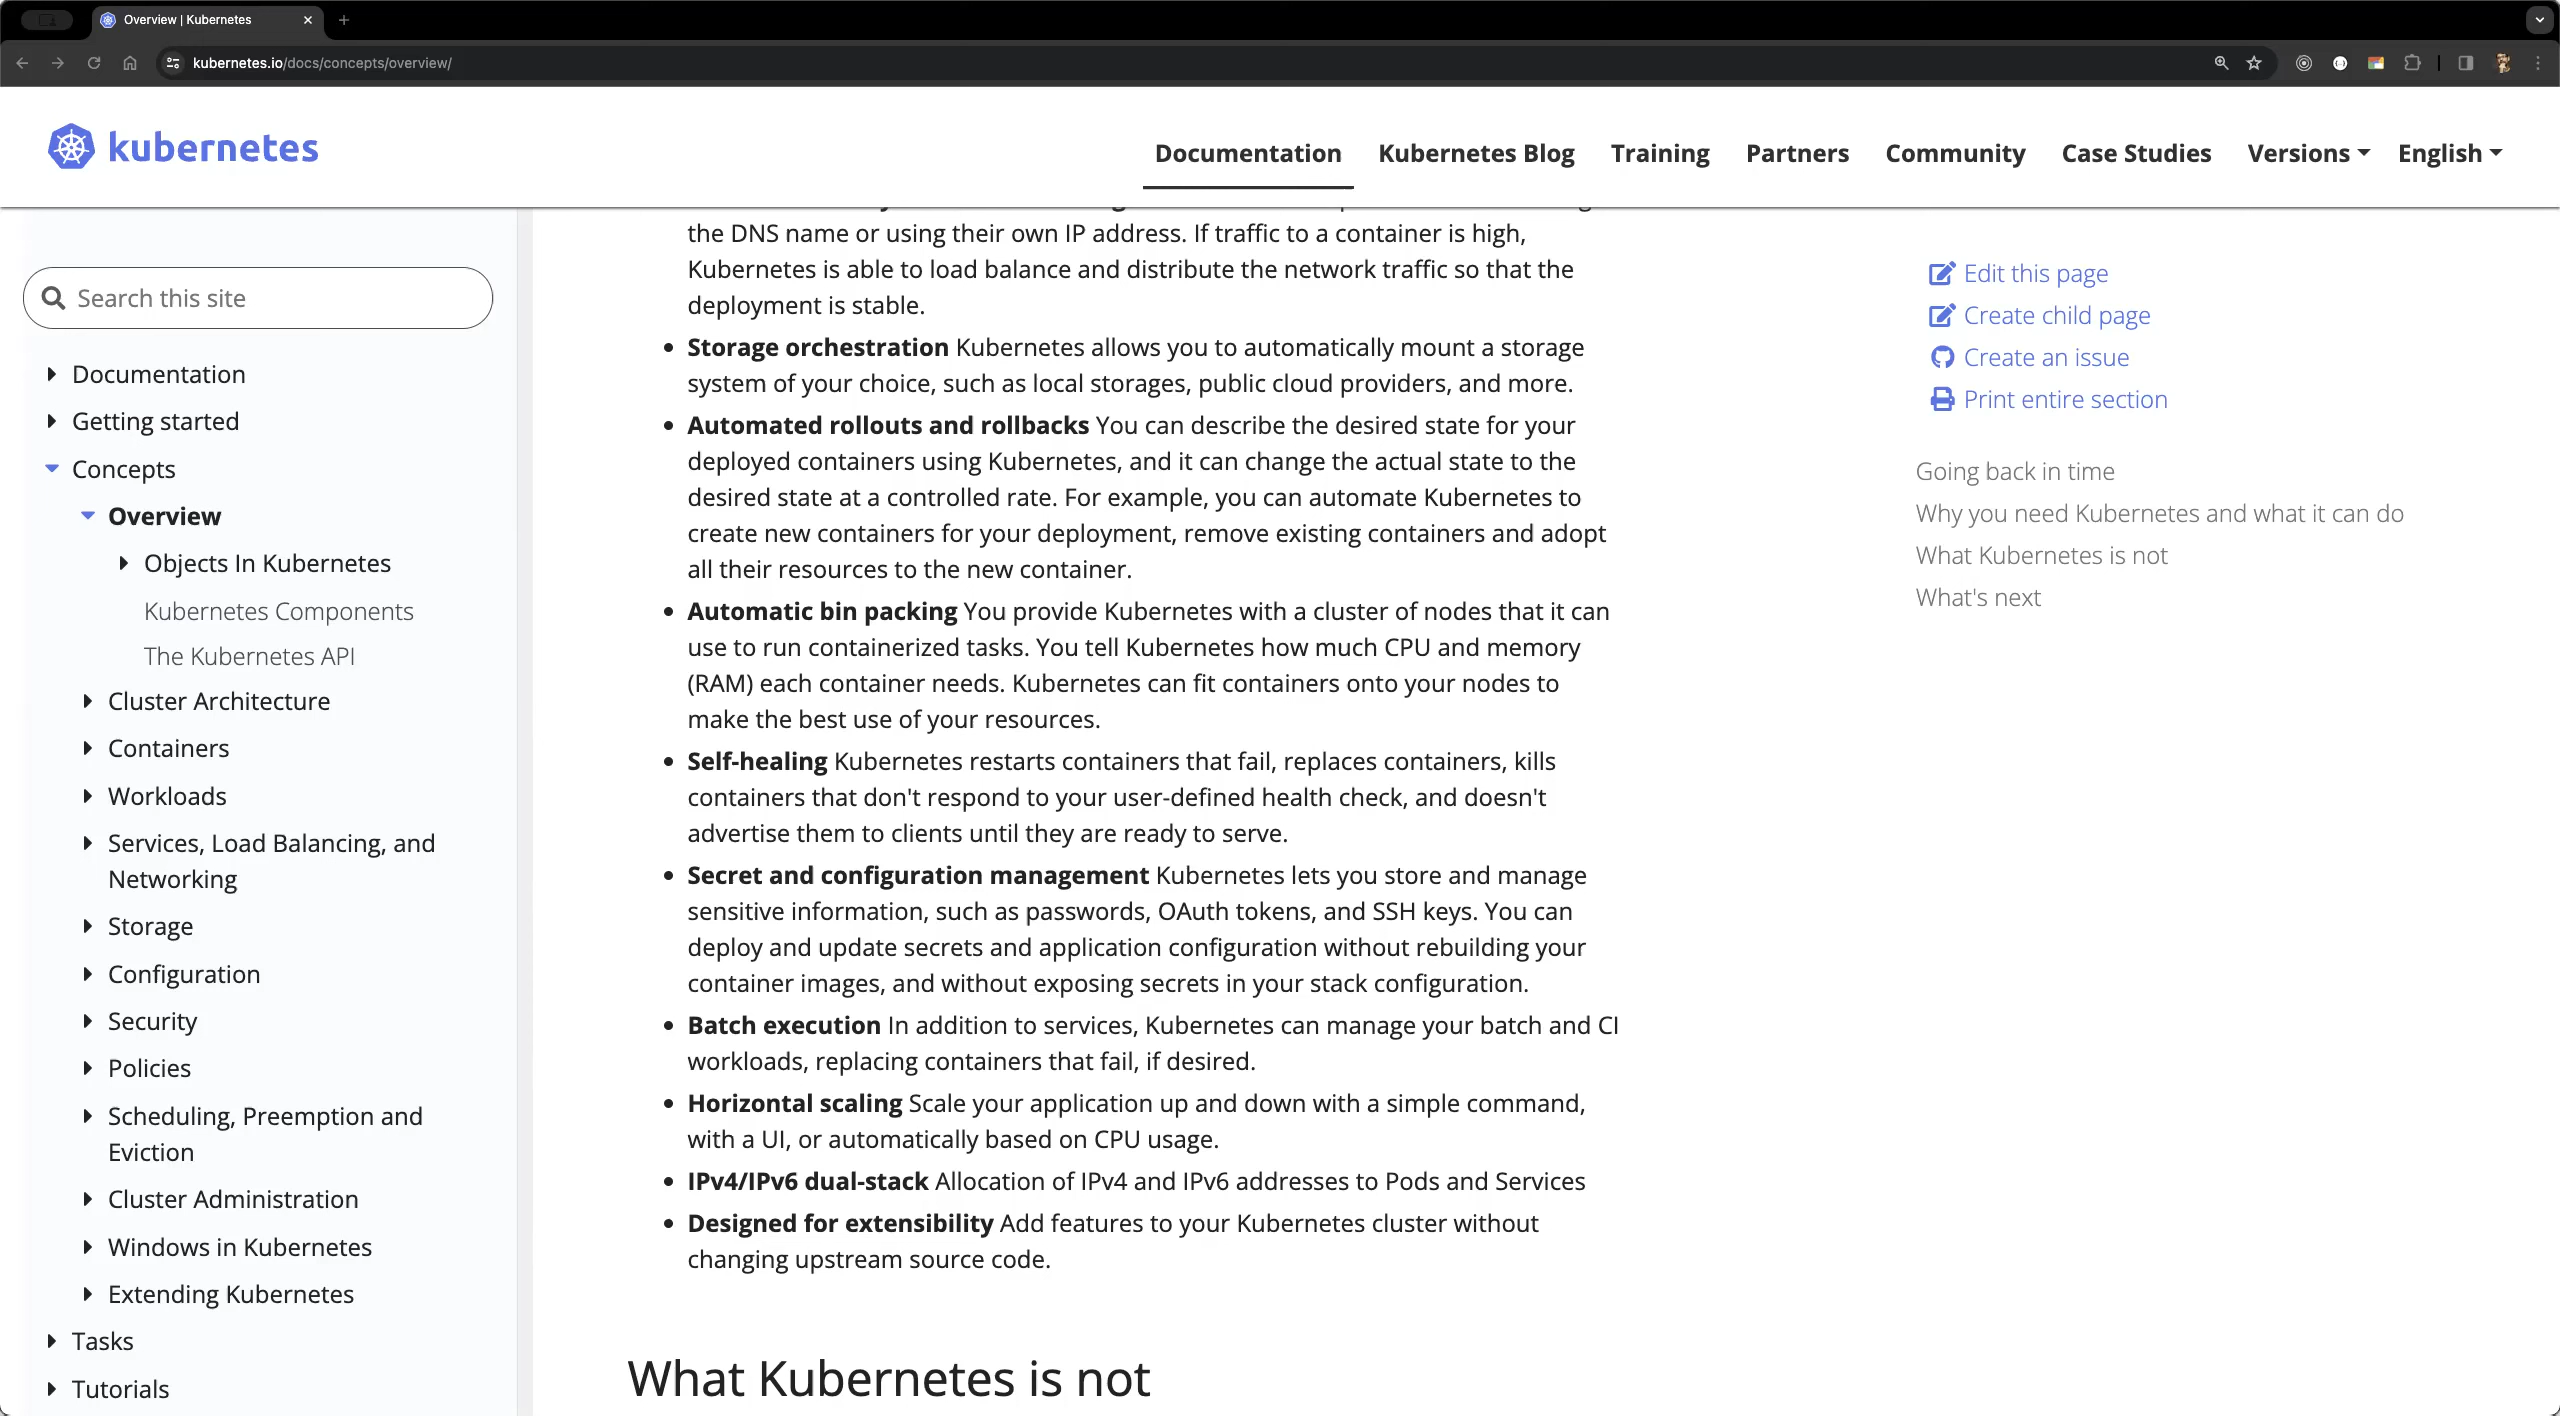 Overview | Kubernetes
kubernetes.io/docs/concepts/overview/
kubernetes
Documentation
Kubernetes Blog
Training
Partners
Community
Case Studies
Versions
English
Search this site
Documentation
Getting started
Concepts
Overview
Objects In Kubernetes
Kubernetes Components
The Kubernetes API
Cluster Architecture
Containers
Workloads
Services, Load Balancing, and
Networking
Storage
Configuration
Security
Policies
Scheduling, Preemption and
Eviction
Cluster Administration
Windows in Kubernetes
Extending Kubernetes
Tasks
Tutorials
the DNS name or using their own IP address. If traffic to a container is high,
Kubernetes is able to load balance and distribute the network traffic so that the
deployment is stable.
Storage orchestration Kubernetes allows you to automatically mount a storage
system of your choice, such as local storages, public cloud providers, and more.
Automated rollouts and rollbacks You can describe the desired state for your
deployed containers using Kubernetes, and it can change the actual state to the
desired state at a controlled rate. For example, you can automate Kubernetes to
create new containers for your deployment, remove existing containers and adopt
all their resources to the new container.
Automatic bin packing You provide Kubernetes with a cluster of nodes that it can
use to run containerized tasks. You tell Kubernetes how much CPU and memory
(RAM) each container needs. Kubernetes can fit containers onto your nodes to
make the best use of your resources.
Self-healing Kubernetes restarts containers that fail, replaces containers, kills
containers that don't respond to your user-defined health check, and doesn't
advertise them to clients until they are ready to serve.
Secret and configuration management Kubernetes lets you store and manage
sensitive information, such as passwords, OAuth tokens, and SSH keys. You can
deploy and update secrets and application configuration without rebuilding your
container images, and without exposing secrets in your stack configuration.
Batch execution In addition to services, Kubernetes can manage your batch and CI
workloads, replacing containers that fail, if desired.
Horizontal scaling Scale your application up and down with a simple command,
with a UI, or automatically based on CPU usage.
IPv4/IPv6 dual-stack Allocation of IPv4 and IPv6 addresses to Pods and Services
Designed for extensibility Add features to your Kubernetes cluster without
changing upstream source code.
What Kubernetes is not
Edit this page
Create child page
Create an issue
Print entire section
Going back in time
Why you need Kubernetes and what it can do
What Kubernetes is not
What's next